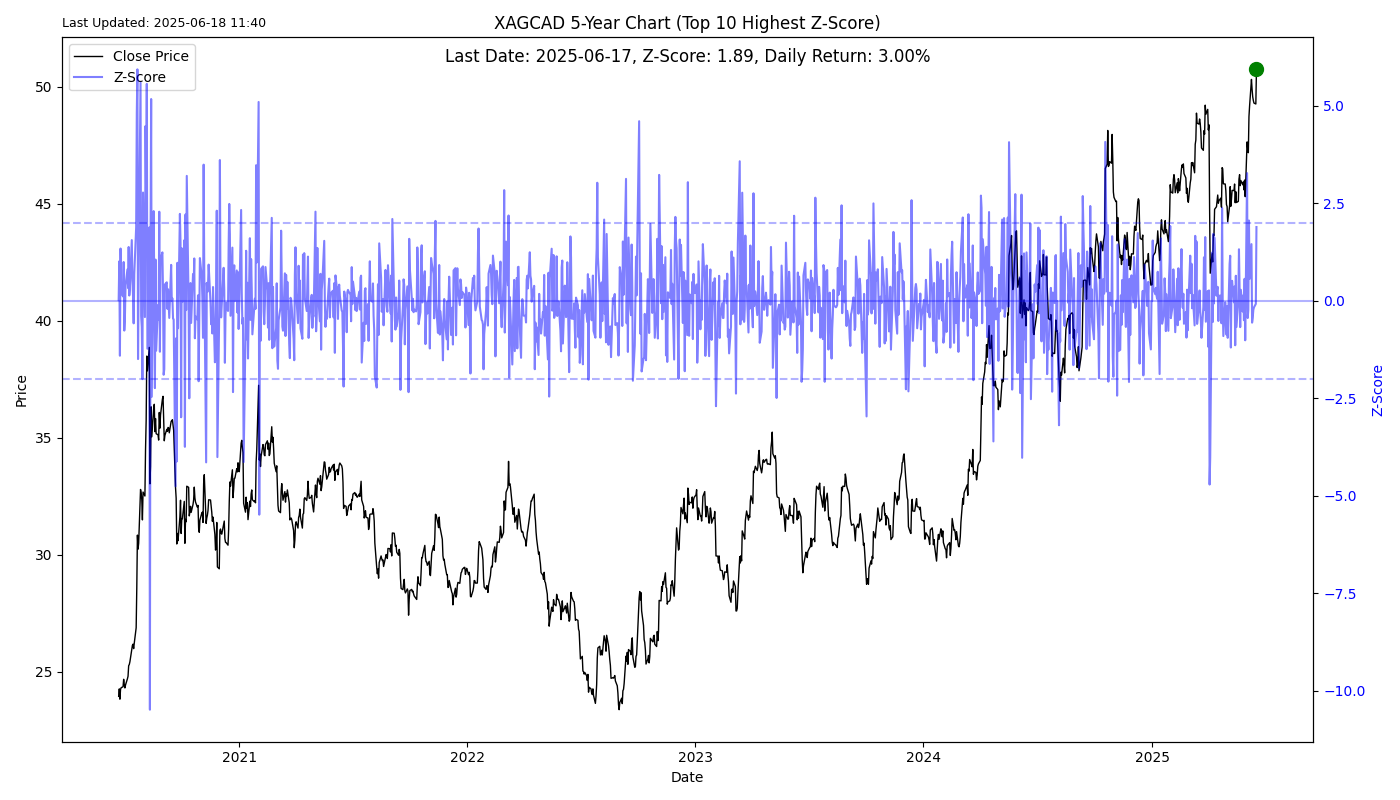 Last Updated: 2025-06-18 11:40
XAGCAD 5-Year Chart (Top 10 Highest Z-Score)
Last Date: 2025-06-17, Z-Score: 1.89, Daily Return: 3.00%
Close Price
Z-Score
Price
50
45
40
35
30
25
5.0
2.5
0.0
−2.5
−5.0
−7.5
−10.0
Z-Score
2021
2022
2023
2024
2025
Date